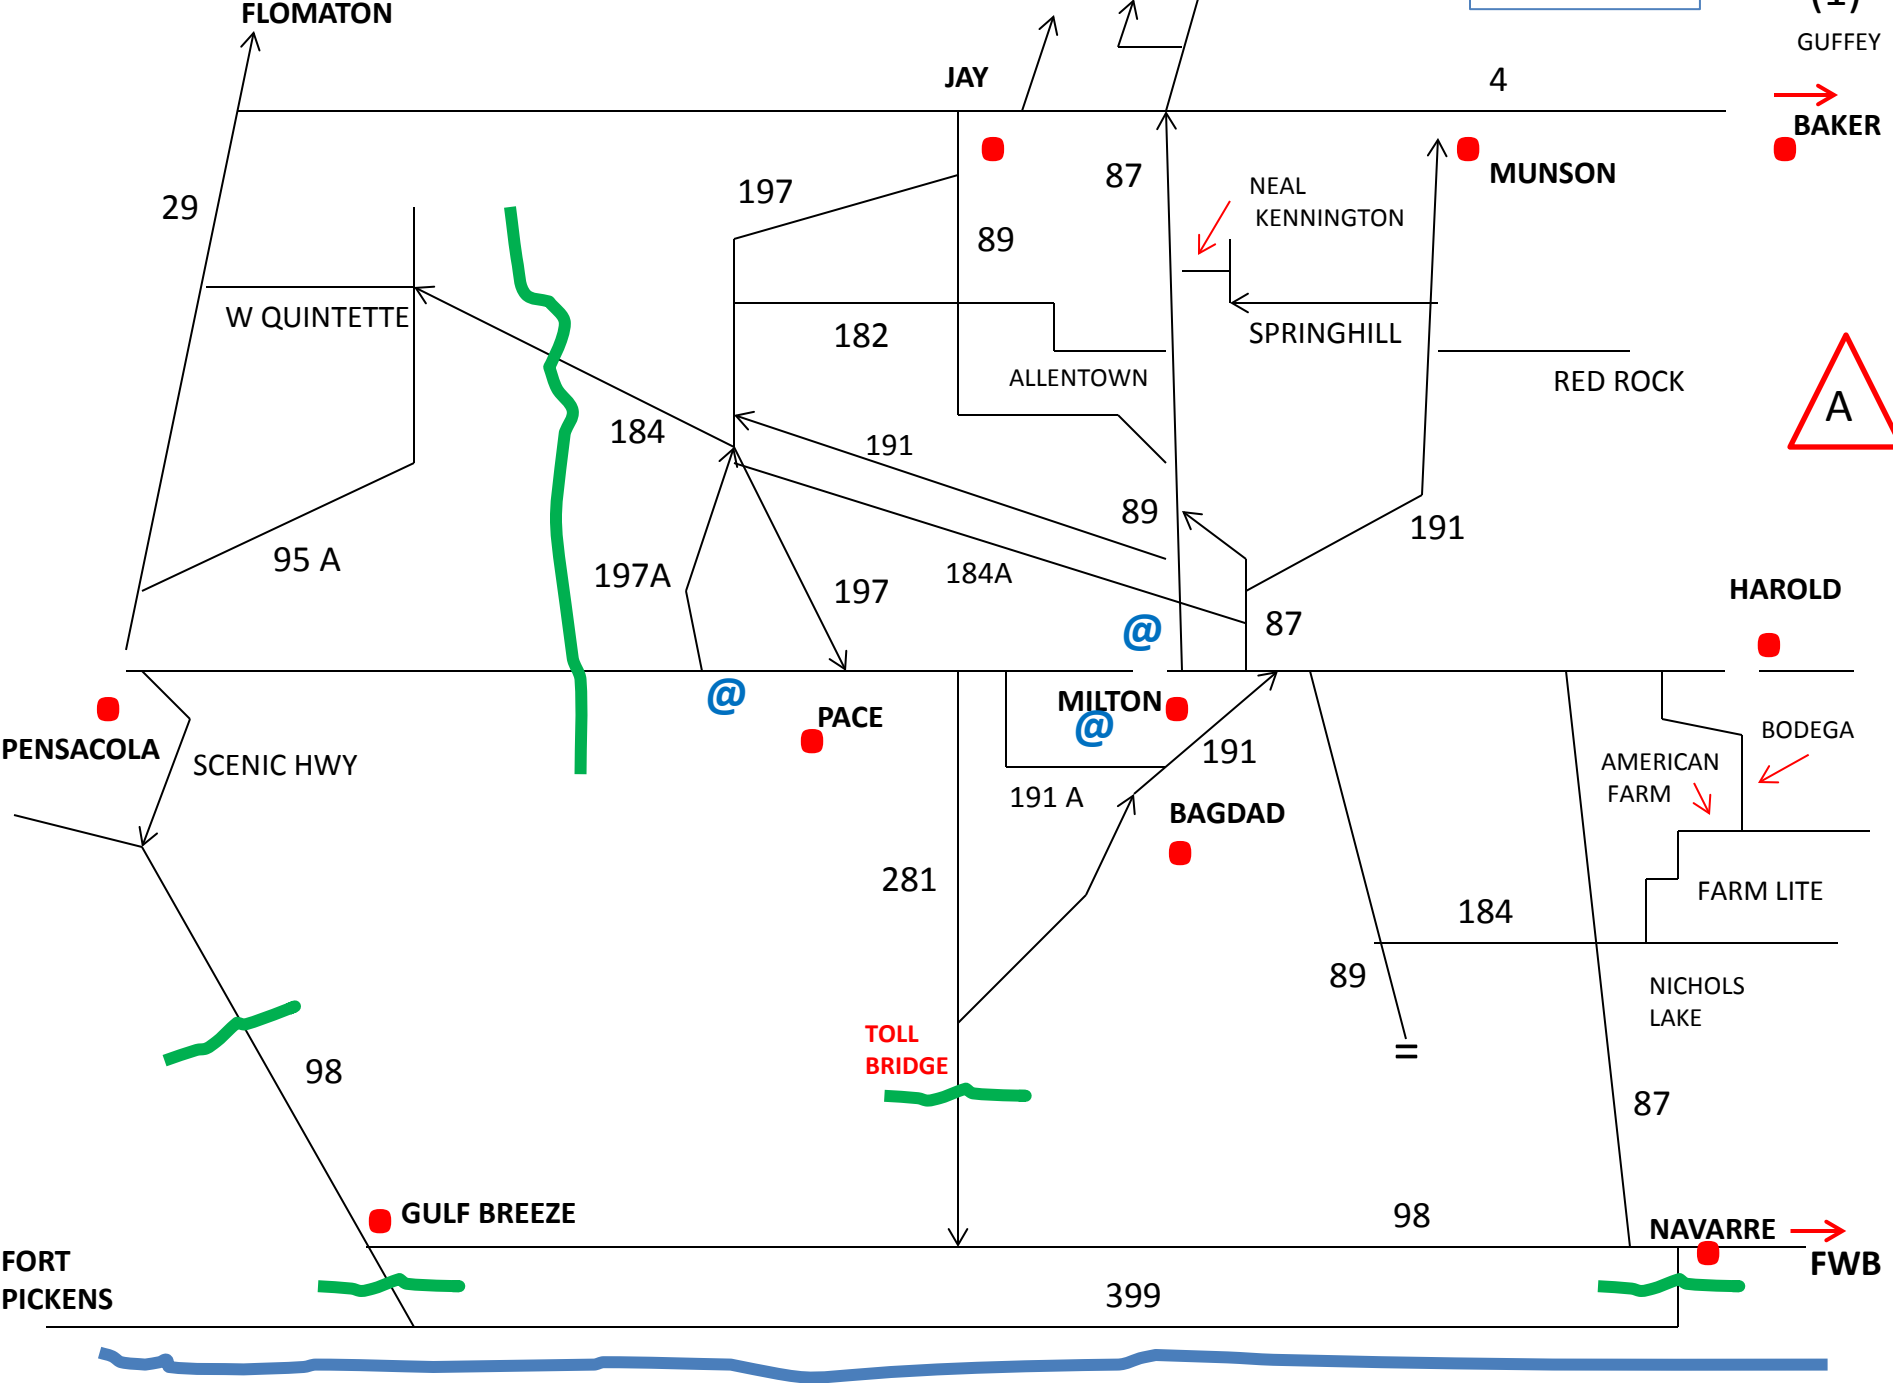 FLOMATON
(1)
GUFFEY
JAY
4
BAKER
MUNSON
87
197
29
NEAL
KENNINGTON
89
W QUINTETTE
182
SPRINGHILL
ALLENTOWN
RED ROCK
A
184
191
89
191
95 A
197A
184A
197
HAROLD
87
@
@
MILTON
@
PACE
PENSACOLA
SCENIC HWY
191
BODEGA
AMERICAN
FARM
191 A
BAGDAD
281
FARM LITE
184
89
NICHOLS
LAKE
TOLL
BRIDGE
=
98
87
GULF BREEZE
98
NAVARRE
FWB
FORT
PICKENS
399